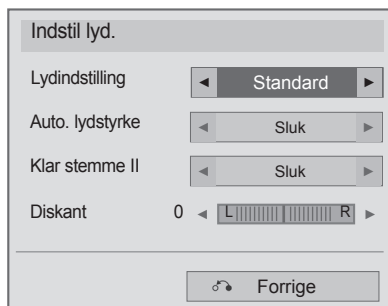 Indstil lyd.
Lydindstilling ◄ Standard ►
Auto. lydstyrke ◄ Sluk ►
Klar stemme II ◄ Sluk ►
Diskant 0 ◄ L R ►
Forrige